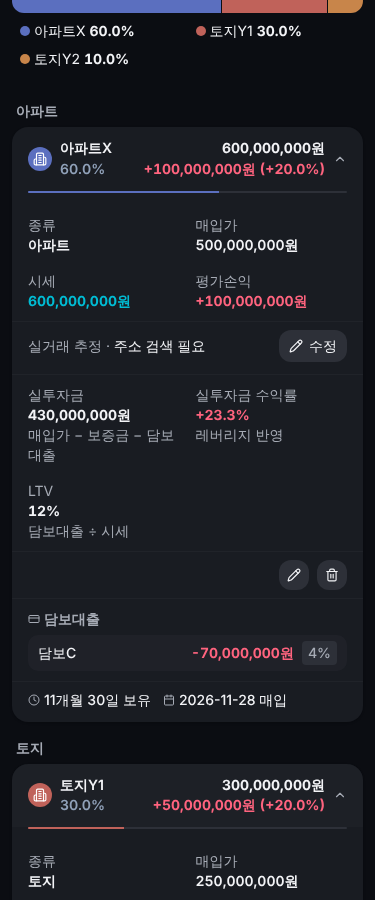 아파트X 60.0% 토지Y1 30.0%
토지Y2 10.0%
아파트
아파트X 600,000,000원
60.0% +100,000,000원 (+20.0%)
종류 매입가
아파트 500,000,000원
시세 평가손익
600,000,000원 +100,000,000원
실거래 추정 · 주소 검색 필요 수정
실투자금 실투자금 수익률
430,000,000원 +23.3%
매입가 − 보증금 − 담보 레버리지 반영
대출
LTV
12%
담보대출 ÷ 시세
담보대출
담보C -70,000,000원 4%
11개월 30일 보유 2026-11-28 매입
토지
토지Y1 300,000,000원
30.0% +50,000,000원 (+20.0%)
종류 매입가
토지 250,000,000원